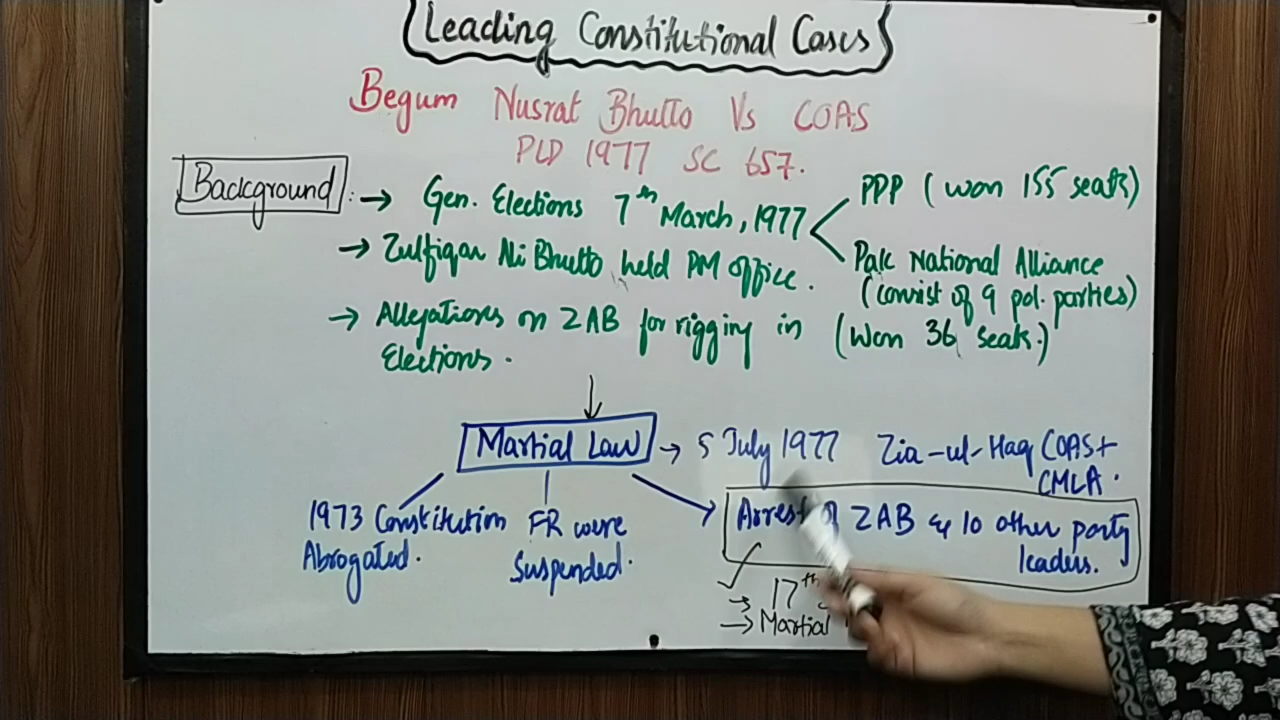 Leading Constitutional Cases
Begum Nusrat Bhutto Vs COAS
PLD 1977 SC 657.
Background :
→ Gen. Elections 7th March, 1977
PPP (won 155 seats)
Pak National Alliance
(consist of 9 pol. parties)
(Won 36 seats.)
→ Zulfiqar Ali Bhutto held PM office.
→ Allegations on ZAB for rigging in
Elections.
Martial Law → 5 July 1977 Zia-ul-Haq COAS+
CMLA.
1973 Constitution
Abrogated.
FR were
Suspended.
Arrest of ZAB & 10 other party
leaders.
→ 17th
→ Martial